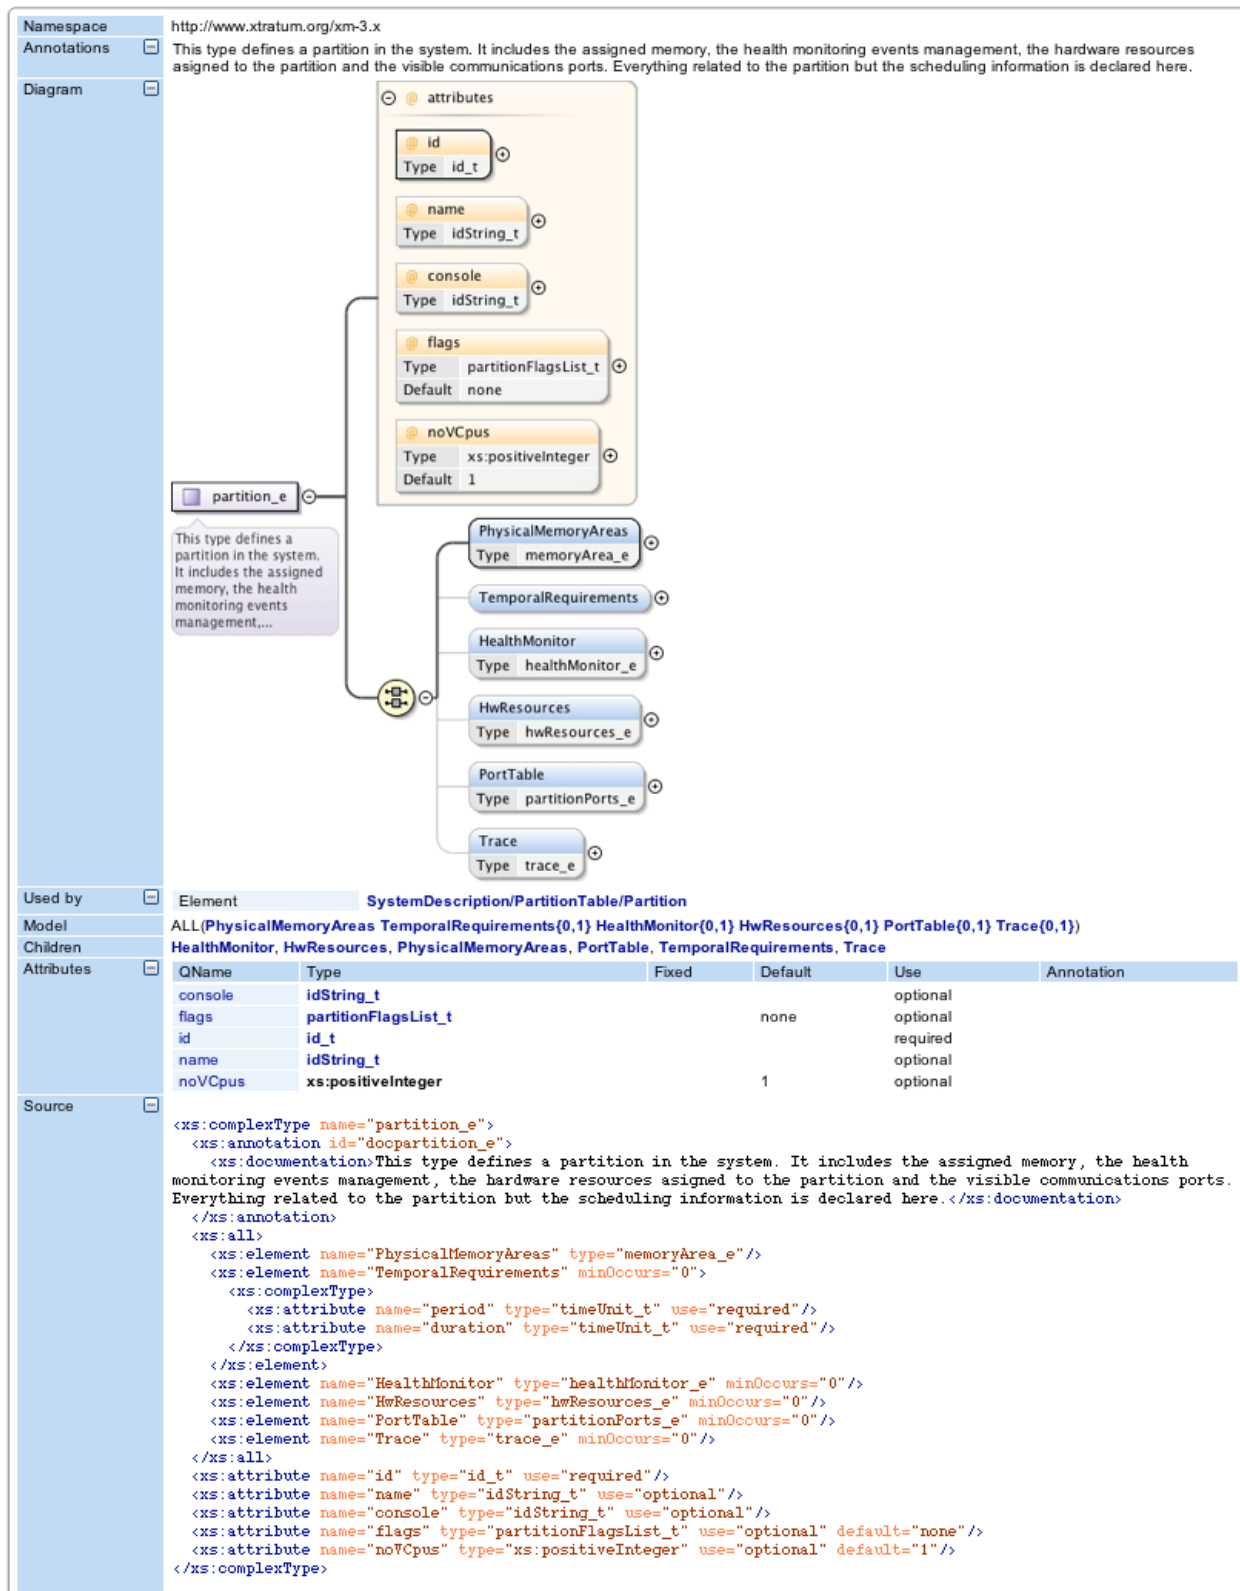 Namespace http://www.xtratum.org/xm-3.x
Annotations This type defines a partition in the system. It includes the assigned memory, the health monitoring events management, the hardware resources
asigned to the partition and the visible communications ports. Everything related to the partition but the scheduling information is declared here.
Diagram
@ attributes
@ id
Type id_t
@ name
Type idString_t
@ console
Type idString_t
@ flags
Type partitionFlagsList_t
Default none
@ noVCpus
Type xs:positiveInteger
Default 1
partition_e
This type defines a
partition in the system.
It includes the assigned
memory, the health
monitoring events
management,...
PhysicalMemoryAreas
Type memoryArea_e
TemporalRequirements
HealthMonitor
Type healthMonitor_e
HwResources
Type hwResources_e
PortTable
Type partitionPorts_e
Trace
Type trace_e
Used by Element SystemDescription/PartitionTable/Partition
Model ALL(PhysicalMemoryAreas TemporalRequirements{0,1} HealthMonitor{0,1} HwResources{0,1} PortTable{0,1} Trace{0,1})
Children HealthMonitor, HwResources, PhysicalMemoryAreas, PortTable, TemporalRequirements, Trace
Attributes QName Type Fixed Default Use Annotation
console idString_t optional
flags partitionFlagsList_t none optional
id id_t required
name idString_t optional
noVCpus xs:positiveInteger 1 optional
Source
<xs:complexType name="partition_e">
<xs:annotation id="docpartition_e">
<xs:documentation>This type defines a partition in the system. It includes the assigned memory, the health
monitoring events management, the hardware resources asigned to the partition and the visible communications ports.
Everything related to the partition but the scheduling information is declared here.</xs:documentation>
</xs:annotation>
<xs:all>
<xs:element name="PhysicalMemoryAreas" type="memoryArea_e"/>
<xs:element name="TemporalRequirements" minOccurs="0">
<xs:complexType>
<xs:attribute name="period" type="timeUnit_t" use="required"/>
<xs:attribute name="duration" type="timeUnit_t" use="required"/>
</xs:complexType>
</xs:element>
<xs:element name="HealthMonitor" type="healthMonitor_e" minOccurs="0"/>
<xs:element name="HwResources" type="hwResources_e" minOccurs="0"/>
<xs:element name="PortTable" type="partitionPorts_e" minOccurs="0"/>
<xs:element name="Trace" type="trace_e" minOccurs="0"/>
</xs:all>
<xs:attribute name="id" type="id_t" use="required"/>
<xs:attribute name="name" type="idString_t" use="optional"/>
<xs:attribute name="console" type="idString_t" use="optional"/>
<xs:attribute name="flags" type="partitionFlagsList_t" use="optional" default="none"/>
<xs:attribute name="noVCpus" type="xs:positiveInteger" use="optional" default="1"/>
</xs:complexType>